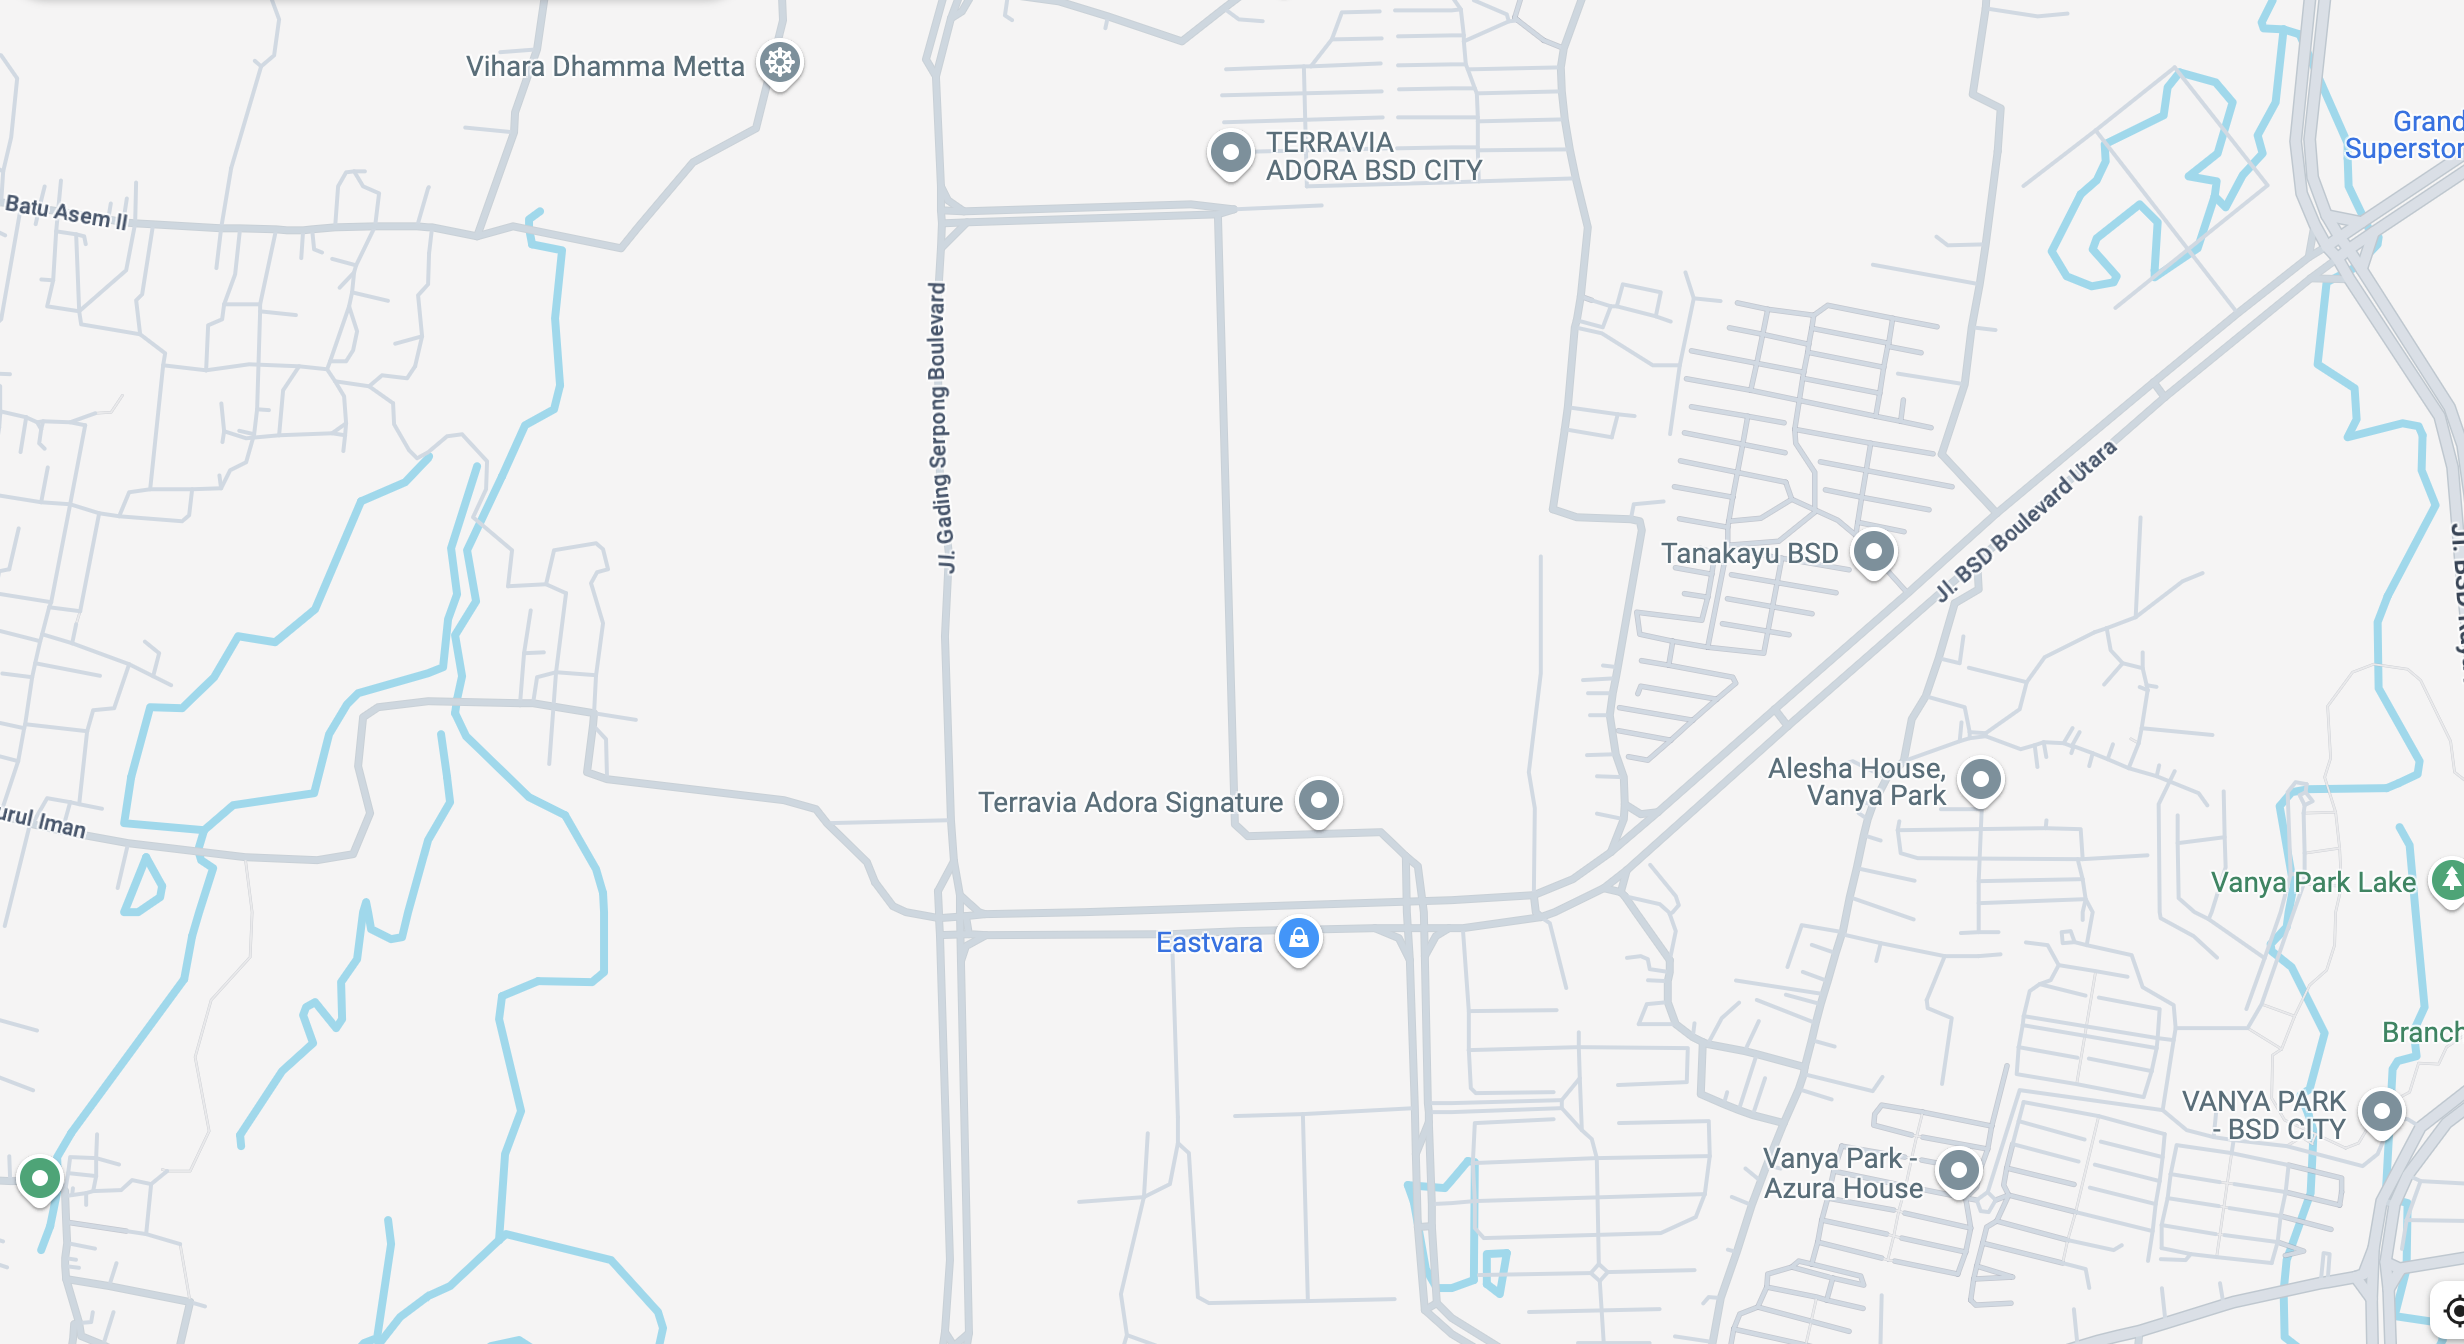 Vihara Dhamma Metta
Grand
Superstor
TERRAVIA
ADORA BSD CITY
Batu Asem II
Jl. Gading Serpong Boulevard
Jl. BSD Boulevard Utara
Tanakayu BSD
Alesha House,
Vanya Park
Terravia Adora Signature
urul Iman
Vanya Park Lake
Eastvara
Branch
VANYA PARK
- BSD CITY
Vanya Park -
Azura House